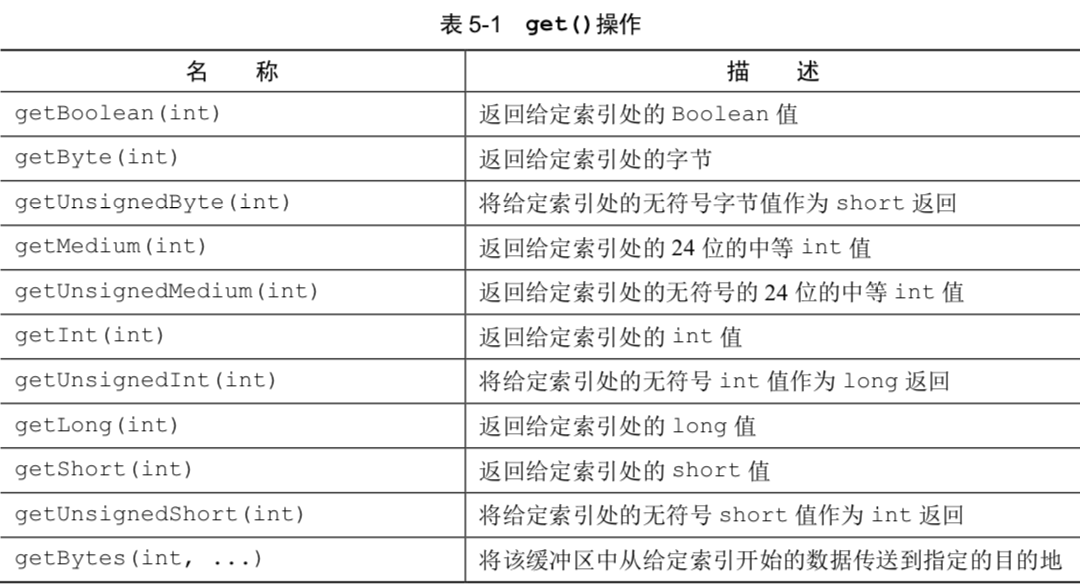 表 5-1 get()操作
名 称 描 述
getBoolean(int) 返回给定索引处的 Boolean 值
getByte(int) 返回给定索引处的字节
getUnsignedByte(int) 将给定索引处的无符号字节值作为 short 返回
getMedium(int) 返回给定索引处的 24 位的中等 int 值
getUnsignedMedium(int) 返回给定索引处的无符号的 24 位的中等 int 值
getInt(int) 返回给定索引处的 int 值
getUnsignedInt(int) 将给定索引处的无符号 int 值作为 long 返回
getLong(int) 返回给定索引处的 long 值
getShort(int) 返回给定索引处的 short 值
getUnsignedShort(int) 将给定索引处的无符号 short 值作为 int 返回
getBytes(int, ...) 将该缓冲区中从给定索引开始的数据传送到指定的目的地